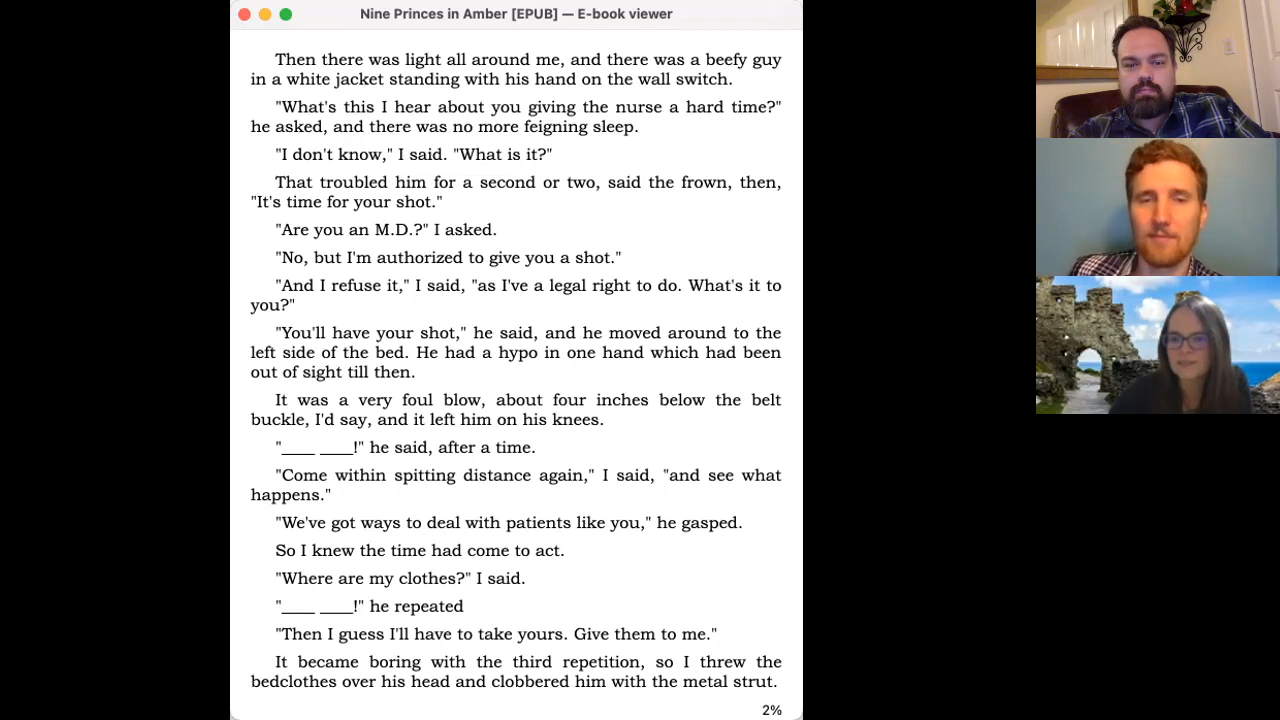 Nine Princes in Amber [EPUB] — E-book viewer
Then there was light all around me, and there was a beefy guy
in a white jacket standing with his hand on the wall switch.
"What's this I hear about you giving the nurse a hard time?"
he asked, and there was no more feigning sleep.
"I don't know," I said. "What is it?"
That troubled him for a second or two, said the frown, then,
"It's time for your shot."
"Are you an M.D.?" I asked.
"No, but I'm authorized to give you a shot."
"And I refuse it," I said, "as I've a legal right to do. What's it to
you?"
"You'll have your shot," he said, and he moved around to the
left side of the bed. He had a hypo in one hand which had been
out of sight till then.
It was a very foul blow, about four inches below the belt
buckle, I'd say, and it left him on his knees.
"____ ____!" he said, after a time.
"Come within spitting distance again," I said, "and see what
happens."
"We've got ways to deal with patients like you," he gasped.
So I knew the time had come to act.
"Where are my clothes?" I said.
"____ ____!" he repeated
"Then I guess I'll have to take yours. Give them to me."
It became boring with the third repetition, so I threw the
bedclothes over his head and clobbered him with the metal strut.
2%